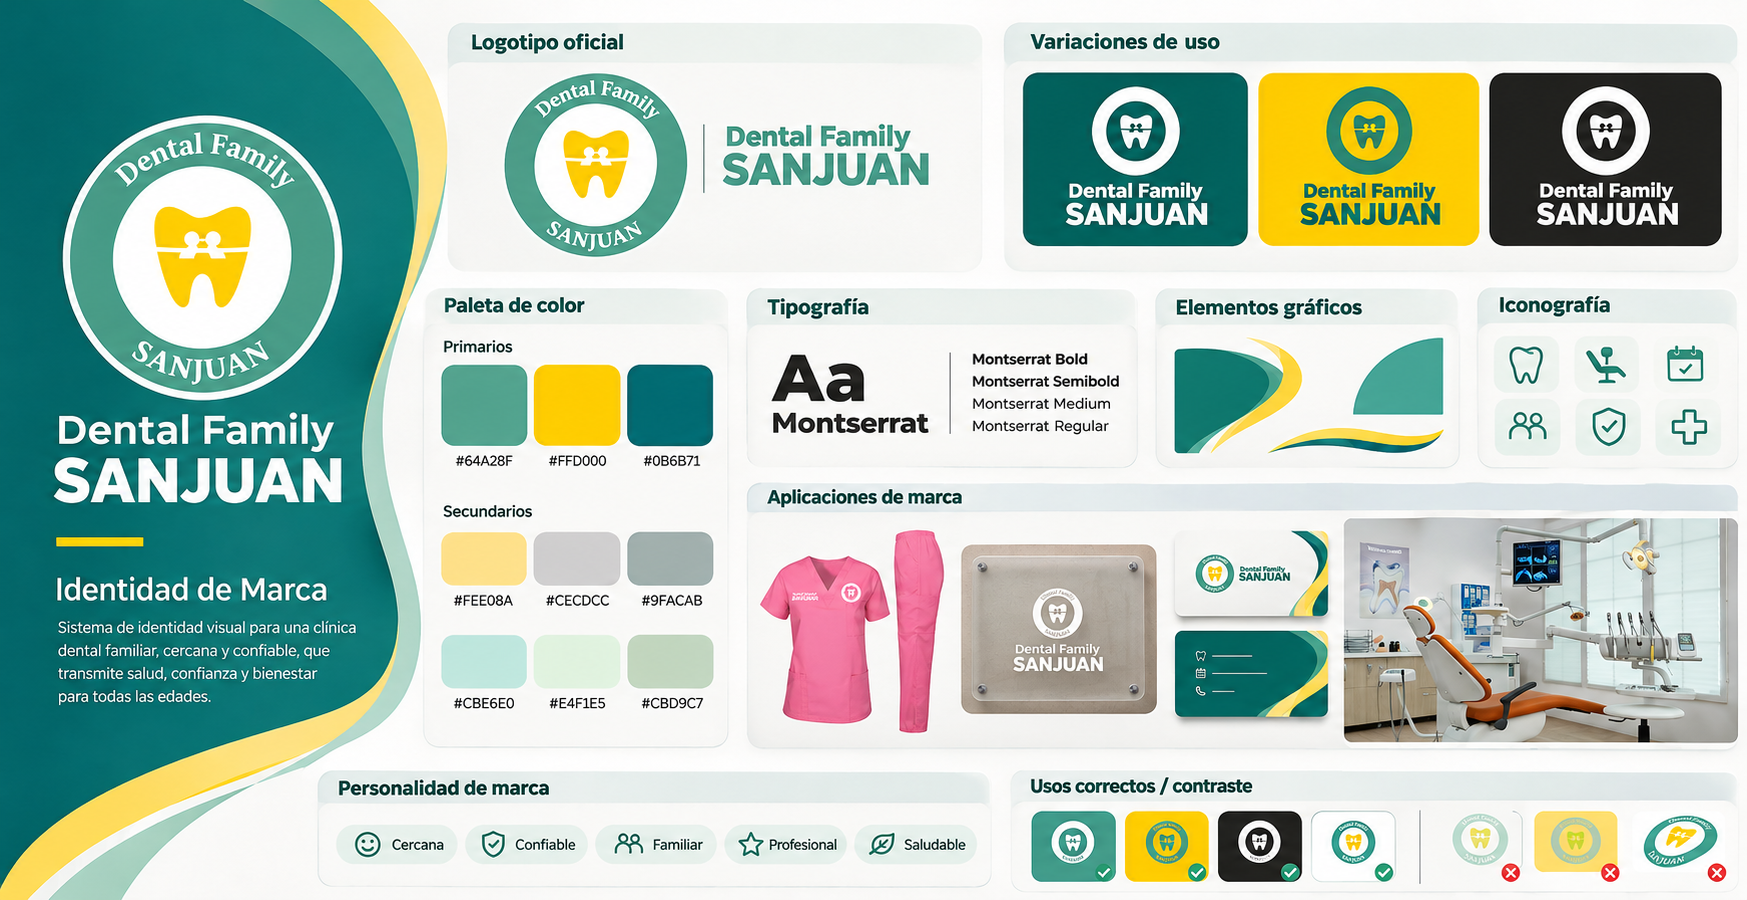 Dental Family
SANJUAN
Dental Family
SANJUAN
Identidad de Marca
Sistema de identidad visual para una clínica
dental familiar, cercana y confiable, que
transmite salud, confianza y bienestar
para todas las edades.
Logotipo oficial
Dental Family
SANJUAN
Dental Family
SANJUAN
Variaciones de uso
Dental Family
SANJUAN
Dental Family
SANJUAN
Dental Family
SANJUAN
Paleta de color
Primarios
#64A28F
#FFD000
#0B6B71
Secundarios
#FEE08A
#CECDCC
#9FACAB
#CBE6E0
#E4F1E5
#CBD9C7
Tipografía
Aa
Montserrat
Montserrat Bold
Montserrat Semibold
Montserrat Medium
Montserrat Regular
Elementos gráficos
Iconografía
Aplicaciones de marca
Dental Family
SANJUAN
Dental Family
SANJUAN
Dental Family
SANJUAN
Personalidad de marca
Cercana
Confiable
Familiar
Profesional
Saludable
Usos correctos / contraste